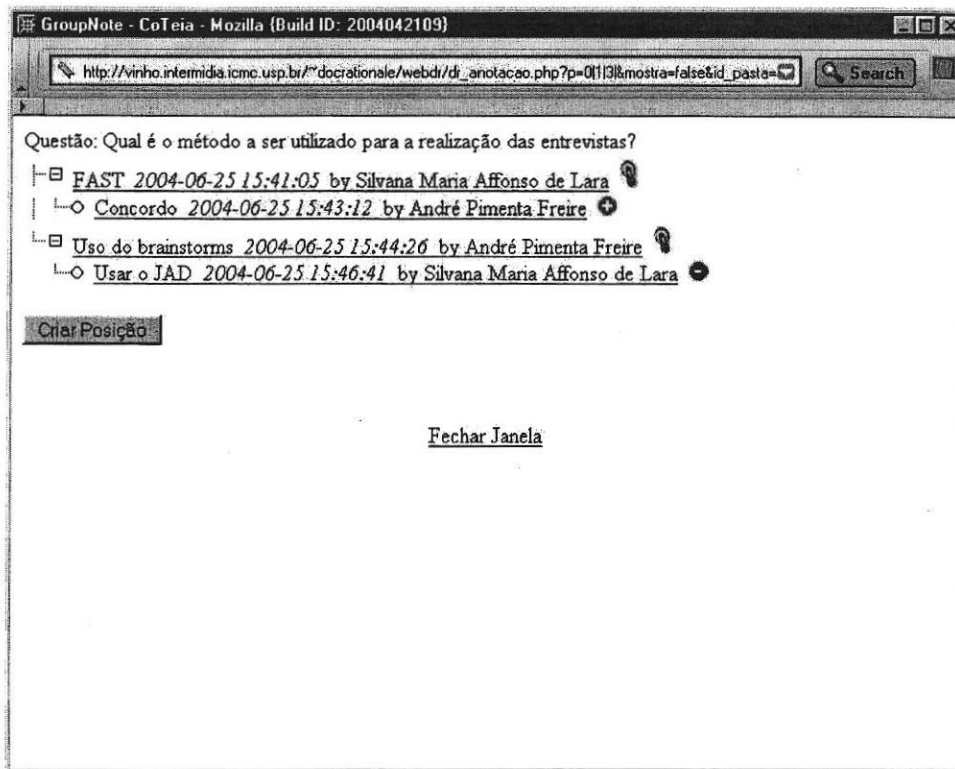 GroupNote - CoTeia - Mozilla {Build ID: 2004042109}
http://vinho.intermidia.icmc.usp.br/~docrationale/webdr/dr_anotacao.php?p=0|1|3|&mostra=false&id_pasta= Search
Questão: Qual é o método a ser utilizado para a realização das entrevistas?
FAST 2004-06-25 15:41:05 by Silvana Maria Affonso de Lara
Concordo 2004-06-25 15:43:12 by André Pimenta Freire
Uso do brainstorms 2004-06-25 15:44:26 by André Pimenta Freire
Usar o JAD 2004-06-25 15:46:41 by Silvana Maria Affonso de Lara
Criar Posição
Fechar Janela